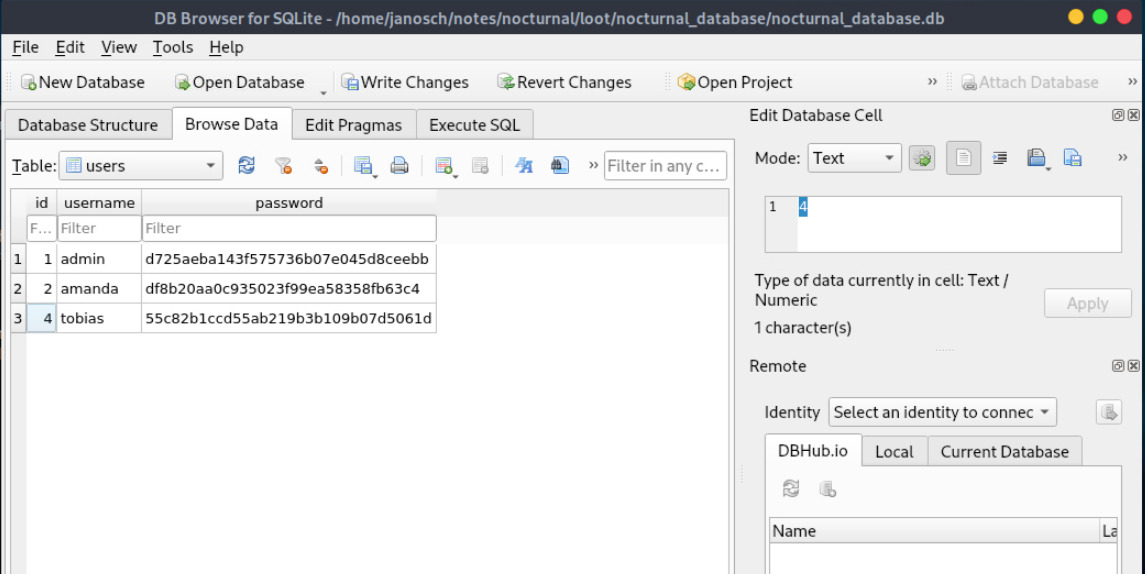 DB Browser for SQLite - /home/janosch/notes/nocturnal/loot/nocturnal_database/nocturnal_database.db
File Edit View Tools Help
New Database Open Database Write Changes Revert Changes Open Project » Attach Database »
Database Structure Browse Data Edit Pragmas Execute SQL
Table: users » Filter in any c...
id username password
F... Filter Filter
1 1 admin d725aeba143f575736b07e045d8ceebb
2 2 amanda df8b20aa0c935023f99ea58358fb63c4
3 4 tobias 55c82b1ccd55ab219b3b109b07d5061d
Edit Database Cell
Mode: Text »
1 4
Type of data currently in cell: Text /
Numeric
1 character(s)
Apply
Remote
Identity Select an identity to connec
DBHub.io Local Current Database
Name La